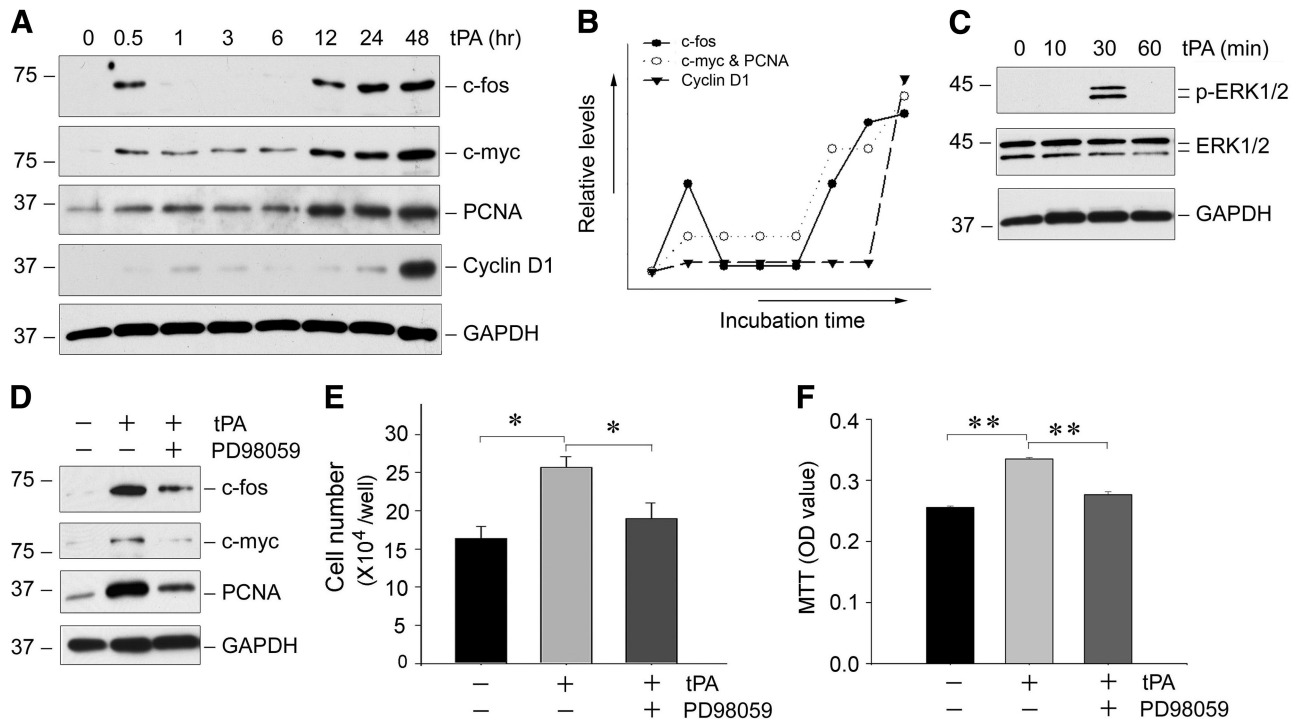 A
0 0.5 1 3 6 12 24 48 tPA (hr)
75 – – c-fos
75 – – c-myc
37 – – PCNA
37 – – Cyclin D1
37 – – GAPDH
B
c-fos
c-myc & PCNA
Cyclin D1
Relative levels
Incubation time
C
0 10 30 60 tPA (min)
45 – p-ERK1/2
45 – ERK1/2
37 – – GAPDH
D
– + + tPA
– – + PD98059
75 – – c-fos
75 – – c-myc
37 – – PCNA
37 – – GAPDH
E
Cell number
(X10⁴ /well)
30
25
20
15
10
5
0
* *
– + + tPA
– – + PD98059
F
MTT (OD value)
0.4
0.3
0.2
0.1
0.0
** **
– + + tPA
– – + PD98059